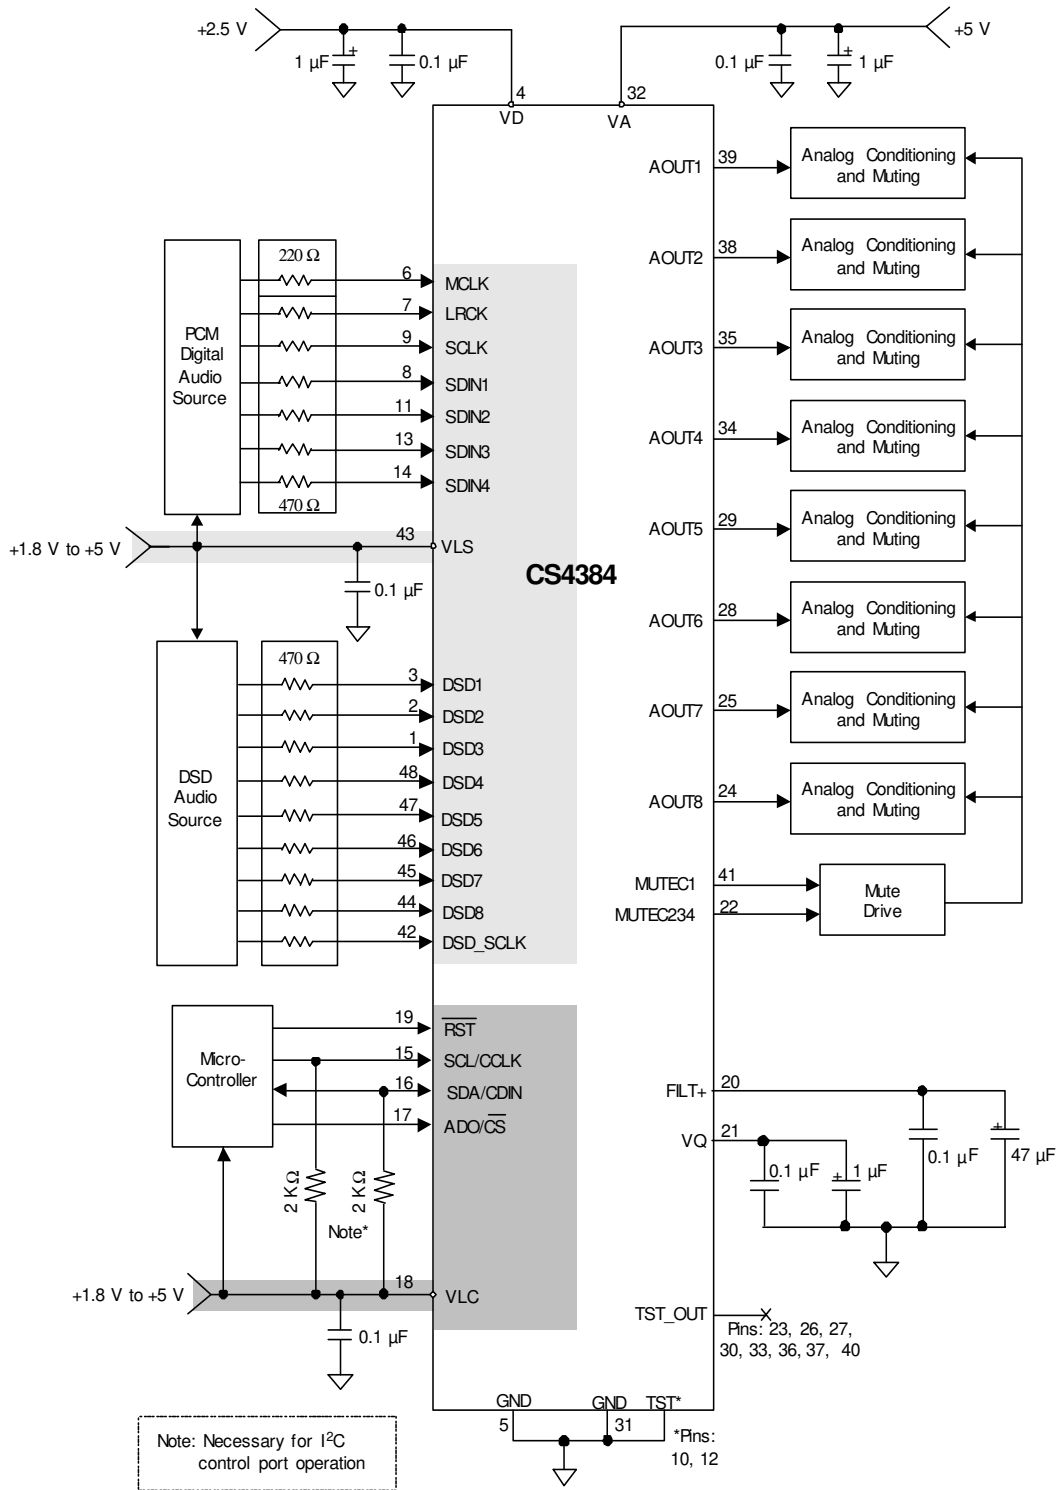 +2.5 V
1 µF
+
0.1 µF
0.1 µF
+
1 µF
+5 V
4
VD
32
VA
AOUT1
39
Analog Conditioning
and Muting
AOUT2
38
Analog Conditioning
and Muting
AOUT3
35
Analog Conditioning
and Muting
AOUT4
34
Analog Conditioning
and Muting
AOUT5
29
Analog Conditioning
and Muting
AOUT6
28
Analog Conditioning
and Muting
AOUT7
25
Analog Conditioning
and Muting
AOUT8
24
Analog Conditioning
and Muting
MUTEC1
41
MUTEC234
22
Mute
Drive
PCM
Digital
Audio
Source
220 Ω
470 Ω
6
MCLK
7
LRCK
9
SCLK
8
SDIN1
11
SDIN2
13
SDIN3
14
SDIN4
+1.8 V to +5 V
43
VLS
0.1 µF
CS4384
DSD
Audio
Source
470 Ω
3
DSD1
2
DSD2
1
DSD3
48
DSD4
47
DSD5
46
DSD6
45
DSD7
44
DSD8
42
DSD_SCLK
Micro-
Controller
19
RST
15
SCL/CCLK
16
SDA/CDIN
17
ADO/CS
2 KΩ
2 KΩ
Note*
+1.8 V to +5 V
18
VLC
0.1 µF
FILT+
20
VQ
21
0.1 µF
+
1 µF
0.1 µF
+
47 µF
TST_OUT
Pins: 23, 26, 27,
30, 33, 36, 37, 40
GND
5
GND
31
TST*
*Pins:
10, 12
Note: Necessary for I²C
control port operation